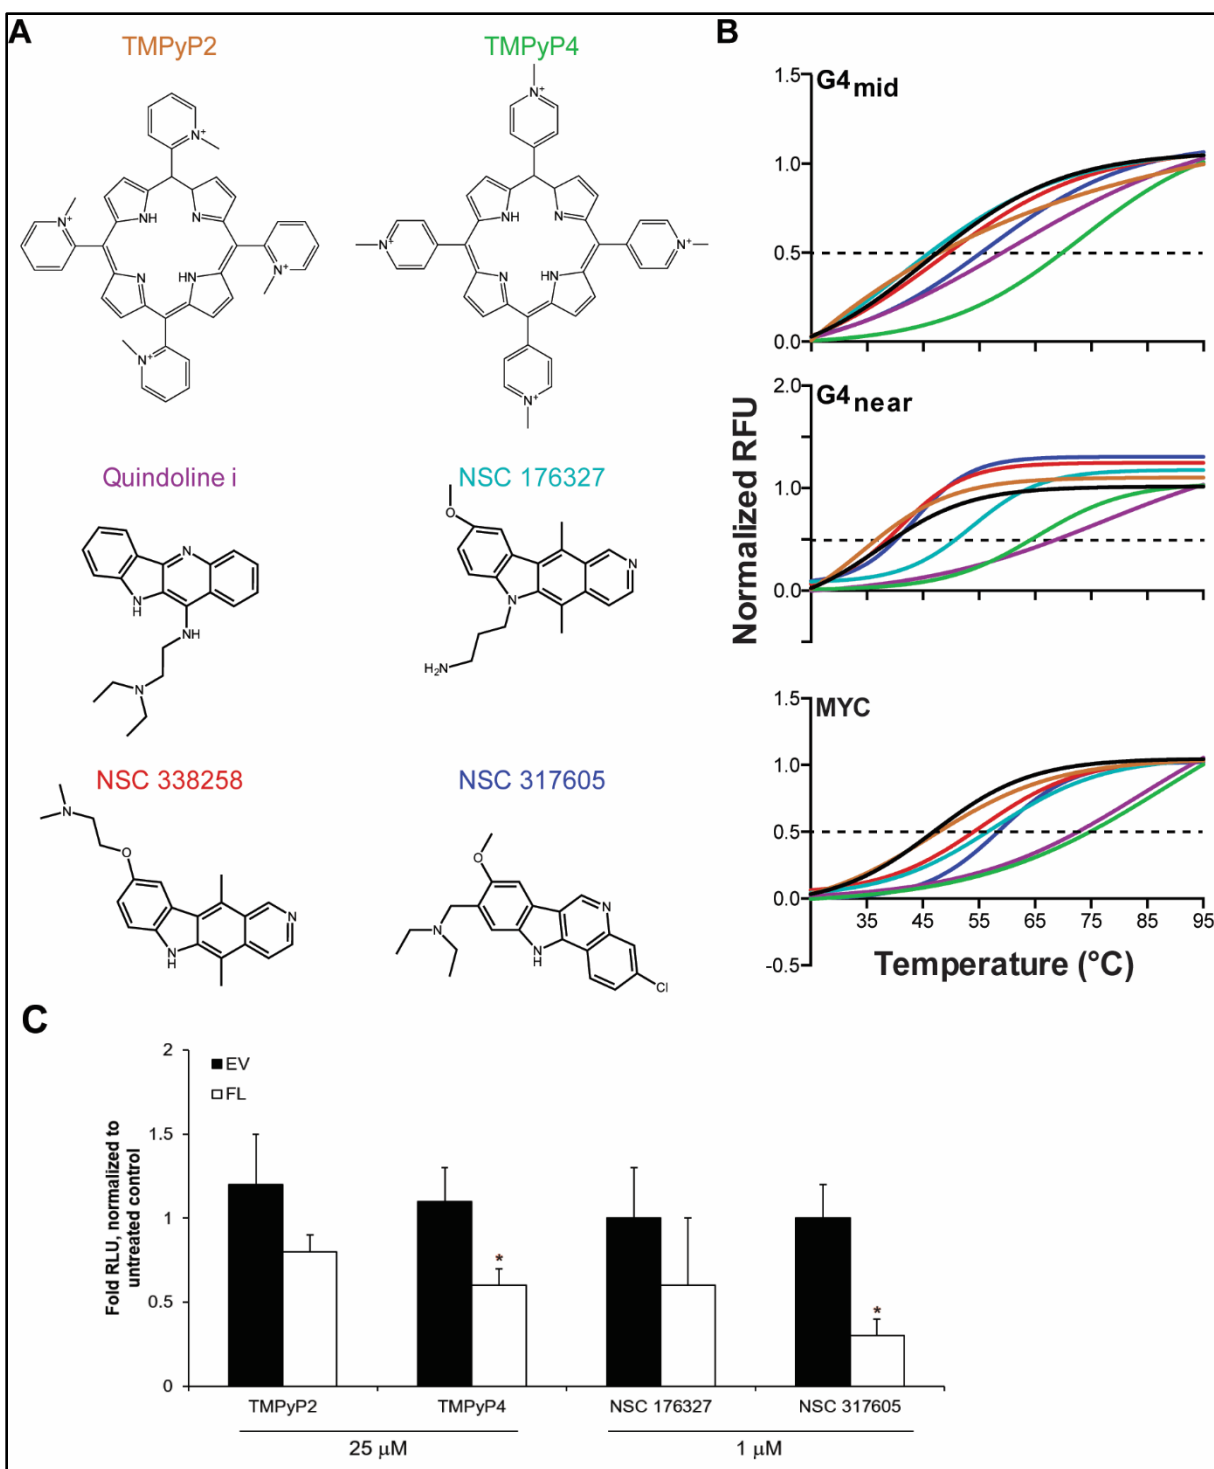 A
TMPyP2
TMPyP4
N⁺
NH
N
N
HN
N⁺
N⁺
N⁺
N⁺
NH
N
N
HN
N⁺
N⁺
N⁺
Quindoline i
NSC 176327
N
N
H
NH
N
O
N
N
H₂N
NSC 338258
NSC 317605
N
O
N
N
H
O
N
N
N
H
Cl
B
G4mid
1.5
1.0
0.5
0.0
G4near
2.0
1.0
0.0
MYC
1.5
1.0
0.5
0.0
-0.5
35 45 55 65 75 85 95
Temperature (°C)
Normalized RFU
C
EV
FL
2
1.5
1
0.5
0
Fold RLU, normalized to
untreated control
*
*
TMPyP2 TMPyP4 NSC 176327 NSC 317605
25 µM 1 µM